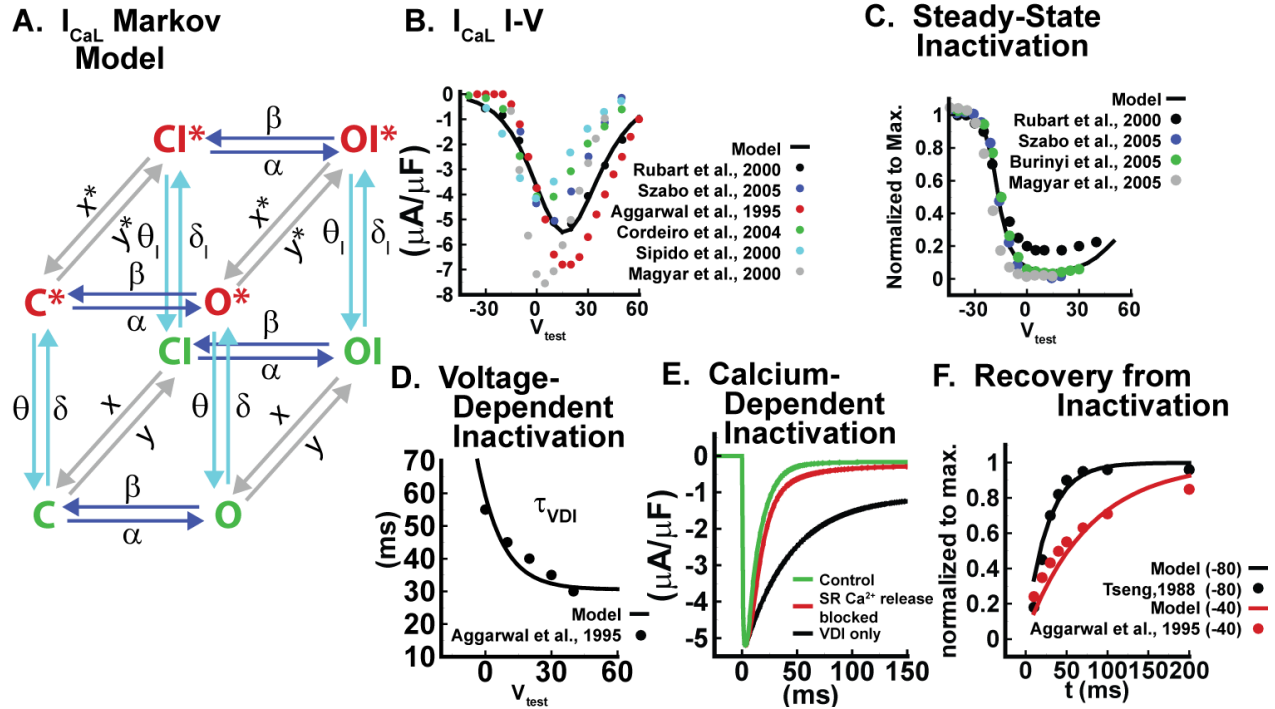 A. I_CaL Markov
Model
CI*
β
α
OI*
x*
y*
θ_I
δ_I
x*
y*
θ_I
δ_I
C*
β
α
O*
CI
β
α
OI
θ
δ
x
y
θ
δ
x
y
C
β
α
O
B. I_CaL I-V
0
-1
-2
-3
-4
-5
-6
-7
-8
(μA/μF)
-30
0
30
60
V_test
Model
Rubart et al., 2000
Szabo et al., 2005
Aggarwal et al., 1995
Cordeiro et al., 2004
Sipido et al., 2000
Magyar et al., 2000
C. Steady-State
Inactivation
Normalized to Max.
1
0.8
0.6
0.4
0.2
0
-30
0
30
60
V_test
Model
Rubart et al., 2000
Szabo et al., 2005
Burinyi et al., 2005
Magyar et al., 2005
D. Voltage-
Dependent
Inactivation
70
60
50
40
30
20
10
(ms)
τ_VDI
Model
Aggarwal et al., 1995
0
20
40
60
V_test
E. Calcium-
Dependent
Inactivation
0
-1
-2
-3
-4
-5
(μA/μF)
Control
SR Ca²⁺ release
blocked
VDI only
0
50
100
150
(ms)
F. Recovery from
Inactivation
normalized to max.
1
0.8
0.6
0.4
0.2
0
Model (-80)
Tseng,1988 (-80)
Model (-40)
Aggarwal et al., 1995 (-40)
0
50
100
150
200
t (ms)